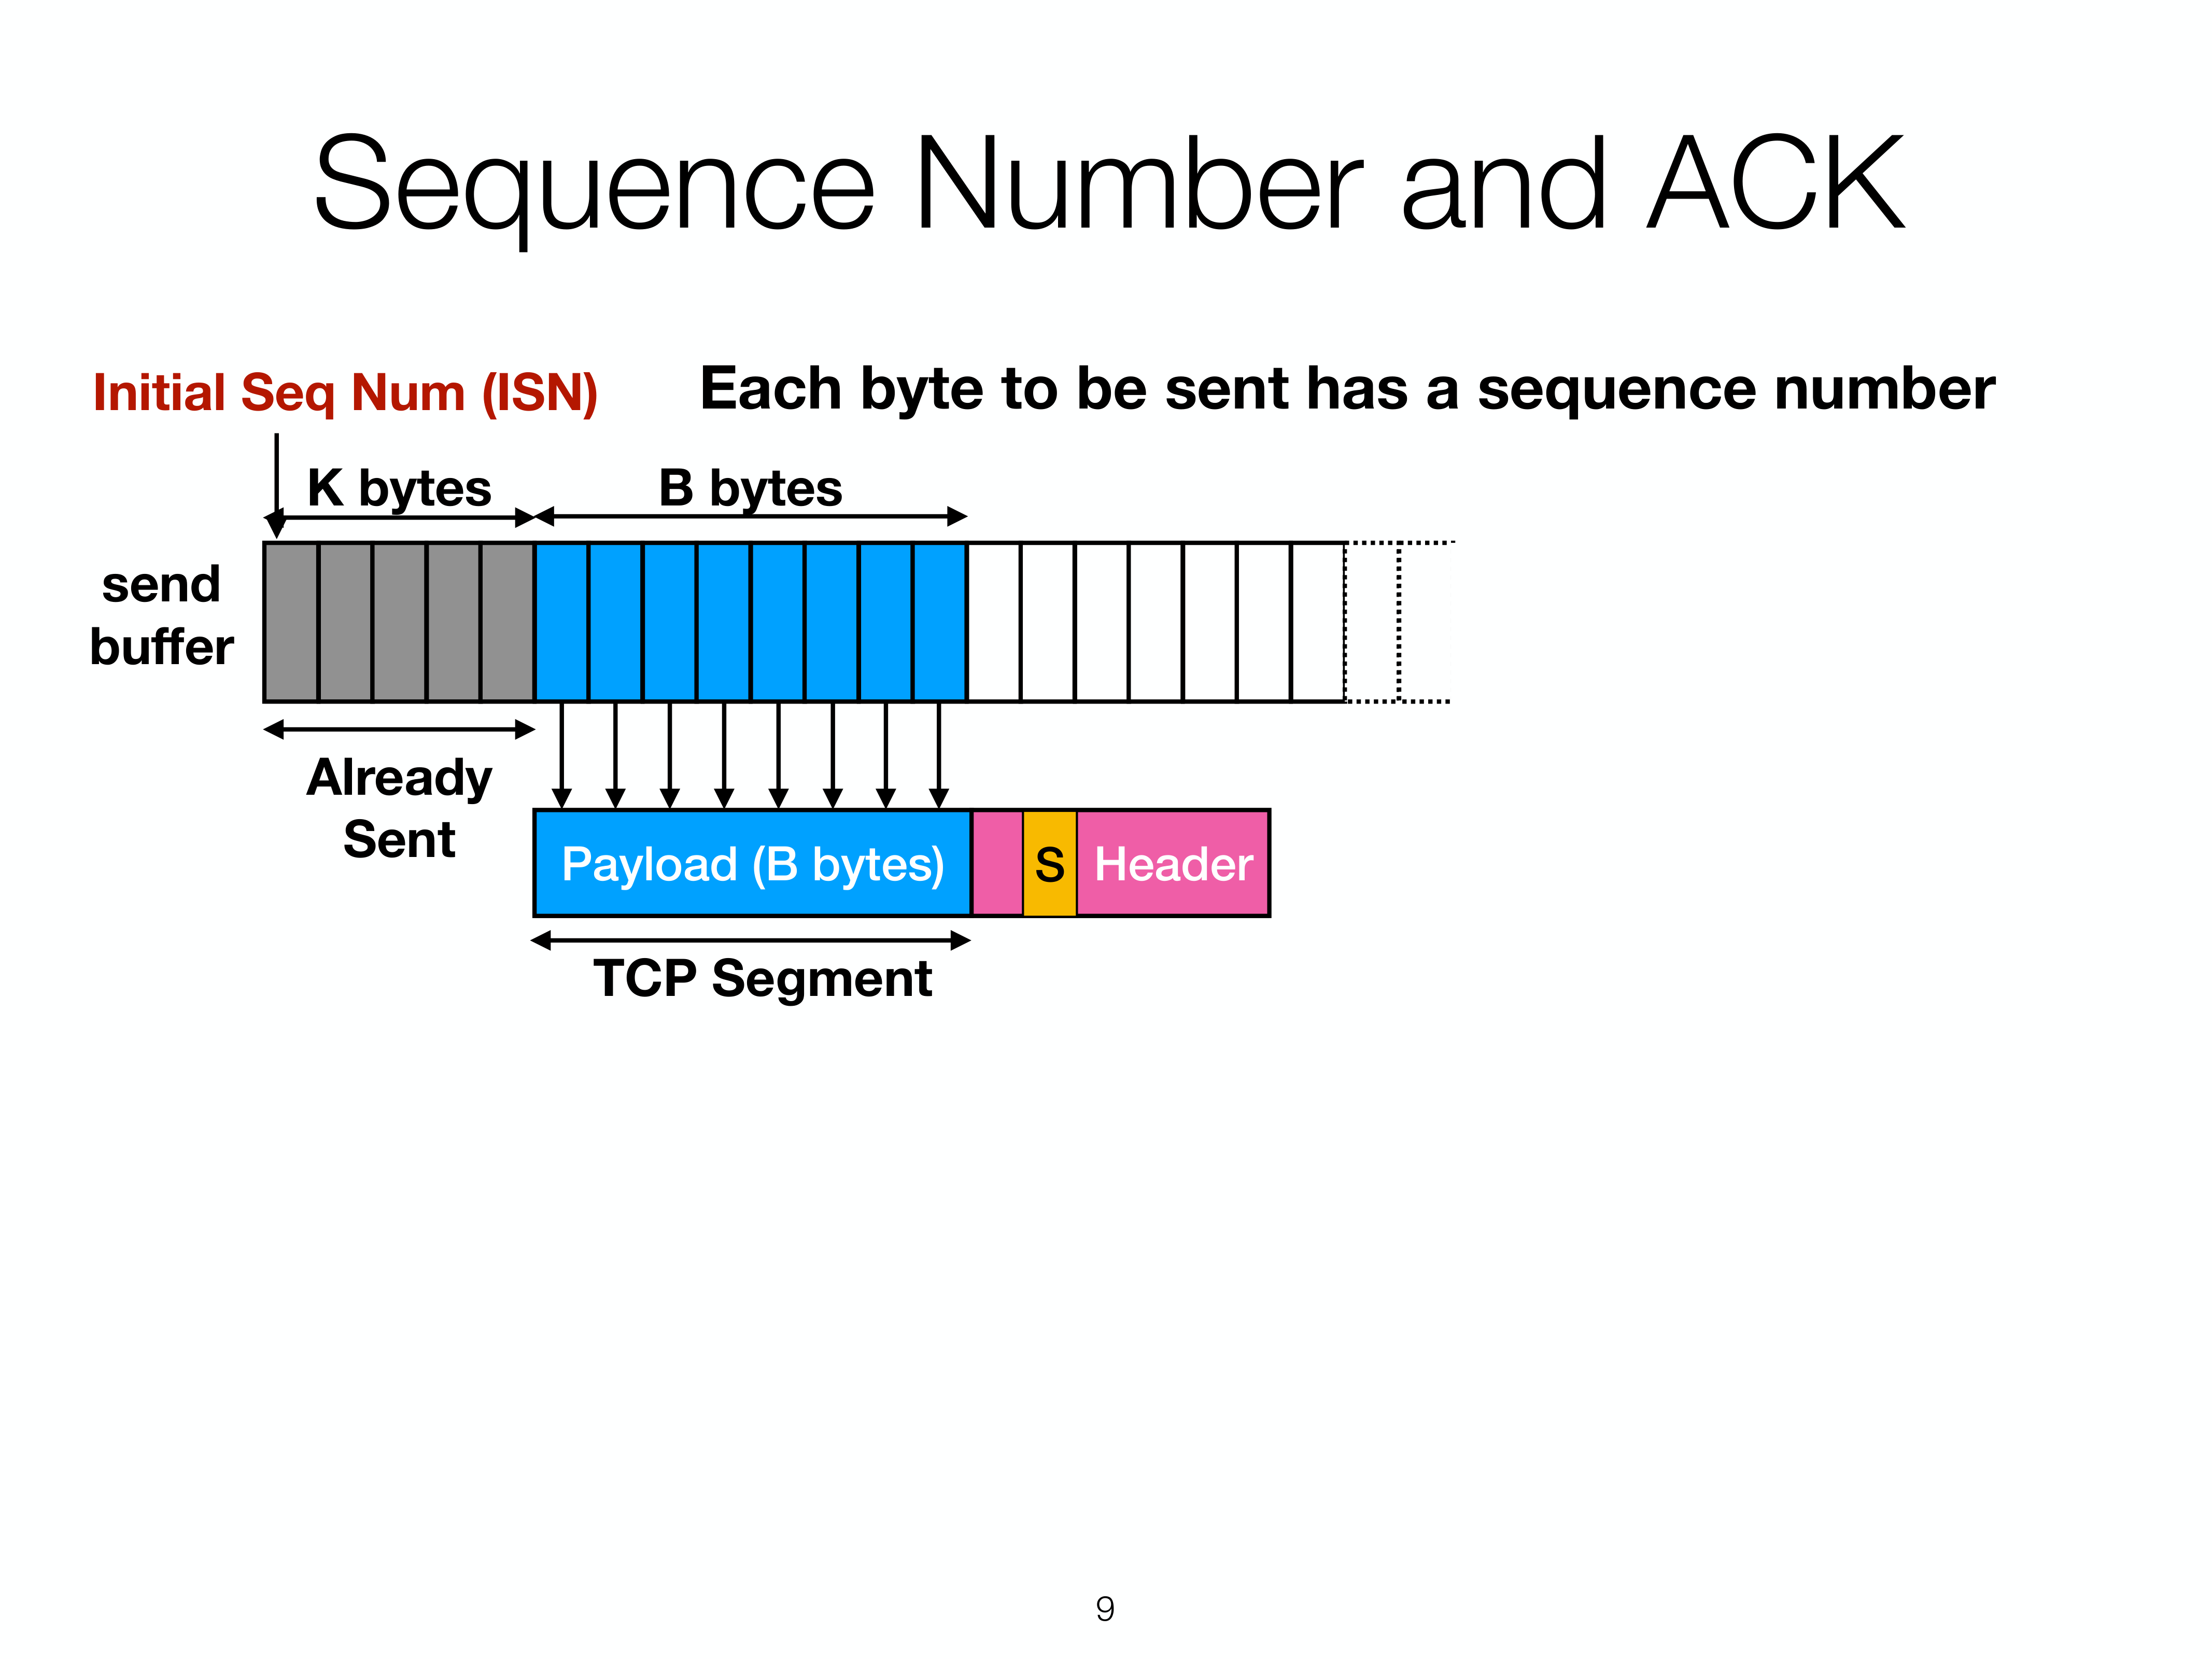 Sequence Number and ACK
Initial Seq Num (ISN)
Each byte to be sent has a sequence number
K bytes
B bytes
send
buffer
Already
Sent
Payload (B bytes)
S
Header
TCP Segment
9